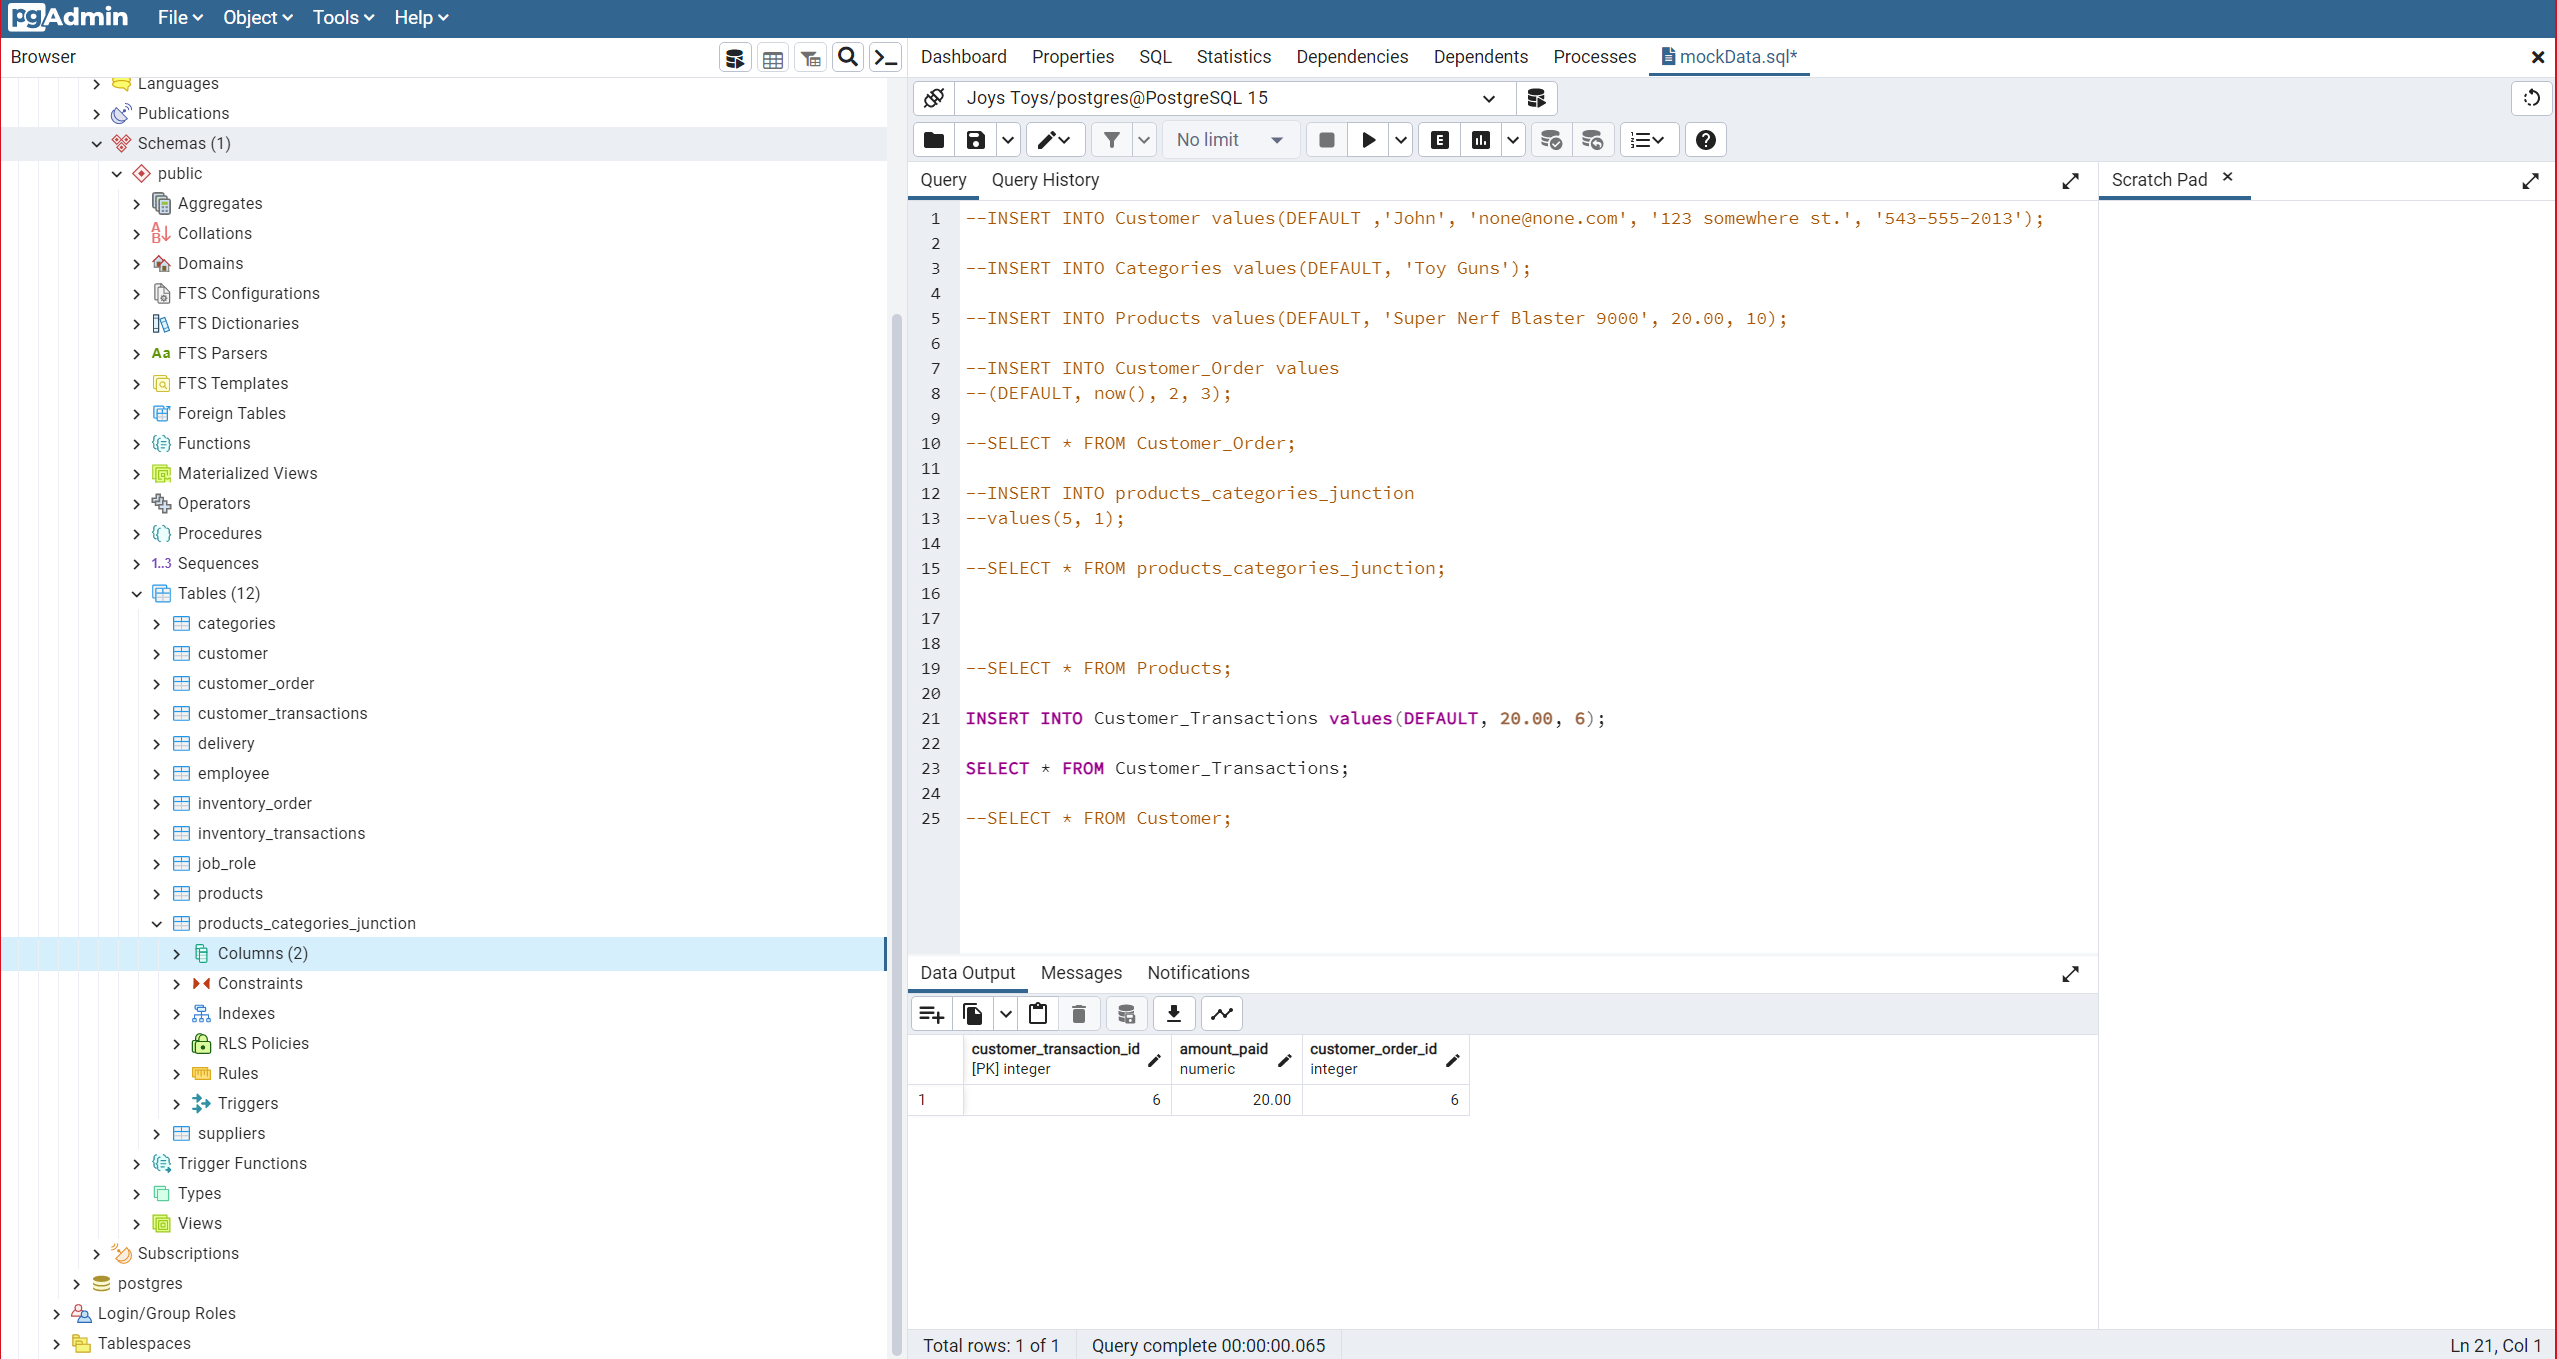 pgAdmin File Object Tools Help
Browser
Languages
Publications
Schemas (1)
public
Aggregates
Collations
Domains
FTS Configurations
FTS Dictionaries
Aa FTS Parsers
FTS Templates
Foreign Tables
Functions
Materialized Views
Operators
Procedures
1..3 Sequences
Tables (12)
categories
customer
customer_order
customer_transactions
delivery
employee
inventory_order
inventory_transactions
job_role
products
products_categories_junction
Columns (2)
Constraints
Indexes
RLS Policies
Rules
Triggers
suppliers
Trigger Functions
Types
Views
Subscriptions
postgres
Login/Group Roles
Tablespaces
Dashboard Properties SQL Statistics Dependencies Dependents Processes mockData.sql*
Joys Toys/postgres@PostgreSQL 15
No limit E
Query Query History
Scratch Pad
1 --INSERT INTO Customer values(DEFAULT ,'John', 'none@none.com', '123 somewhere st.', '543-555-2013');
2
3 --INSERT INTO Categories values(DEFAULT, 'Toy Guns');
4
5 --INSERT INTO Products values(DEFAULT, 'Super Nerf Blaster 9000', 20.00, 10);
6
7 --INSERT INTO Customer_Order values
8 --(DEFAULT, now(), 2, 3);
9
10 --SELECT * FROM Customer_Order;
11
12 --INSERT INTO products_categories_junction
13 --values(5, 1);
14
15 --SELECT * FROM products_categories_junction;
16
17
18
19 --SELECT * FROM Products;
20
21 INSERT INTO Customer_Transactions values(DEFAULT, 20.00, 6);
22
23 SELECT * FROM Customer_Transactions;
24
25 --SELECT * FROM Customer;
Data Output Messages Notifications
customer_transaction_id amount_paid customer_order_id
[PK] integer numeric integer
1 6 20.00 6
Total rows: 1 of 1 Query complete 00:00:00.065 Ln 21, Col 1